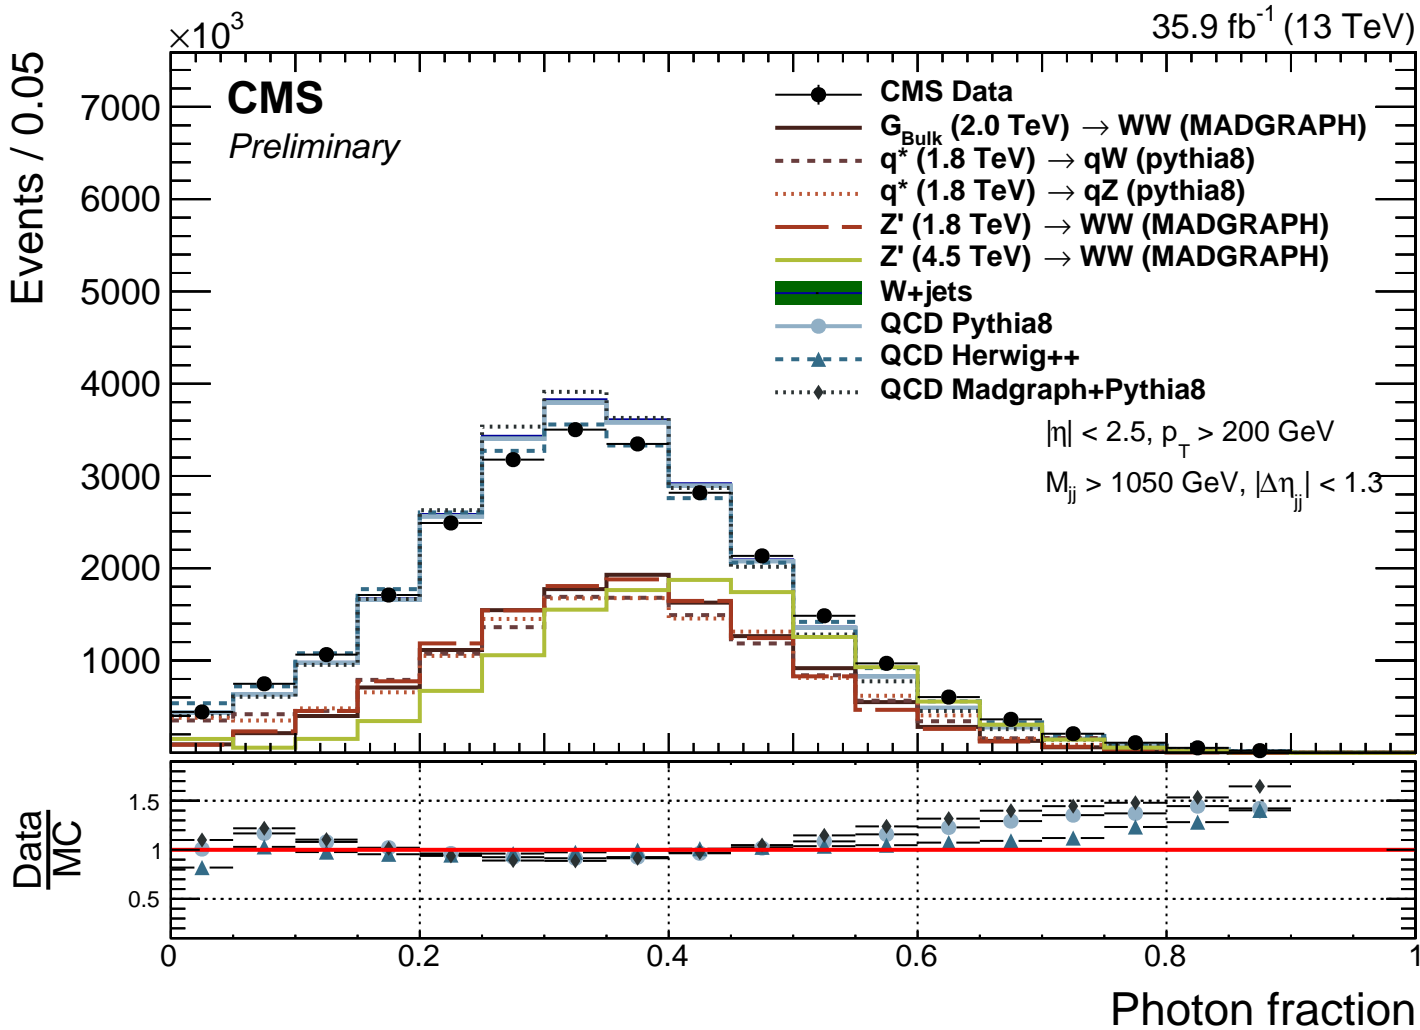 ×10³
35.9 fb⁻¹ (13 TeV)
Events / 0.05
CMS
Preliminary
7000
6000
5000
4000
3000
2000
1000
CMS Data
G_Bulk (2.0 TeV) → WW (MADGRAPH)
q* (1.8 TeV) → qW (pythia8)
q* (1.8 TeV) → qZ (pythia8)
Z' (1.8 TeV) → WW (MADGRAPH)
Z' (4.5 TeV) → WW (MADGRAPH)
W+jets
QCD Pythia8
QCD Herwig++
QCD Madgraph+Pythia8
|η| < 2.5, p_T > 200 GeV
M_jj > 1050 GeV, |Δη_jj| < 1.3
Data
MC
1.5
1
0.5
0 0.2 0.4 0.6 0.8 1
Photon fraction